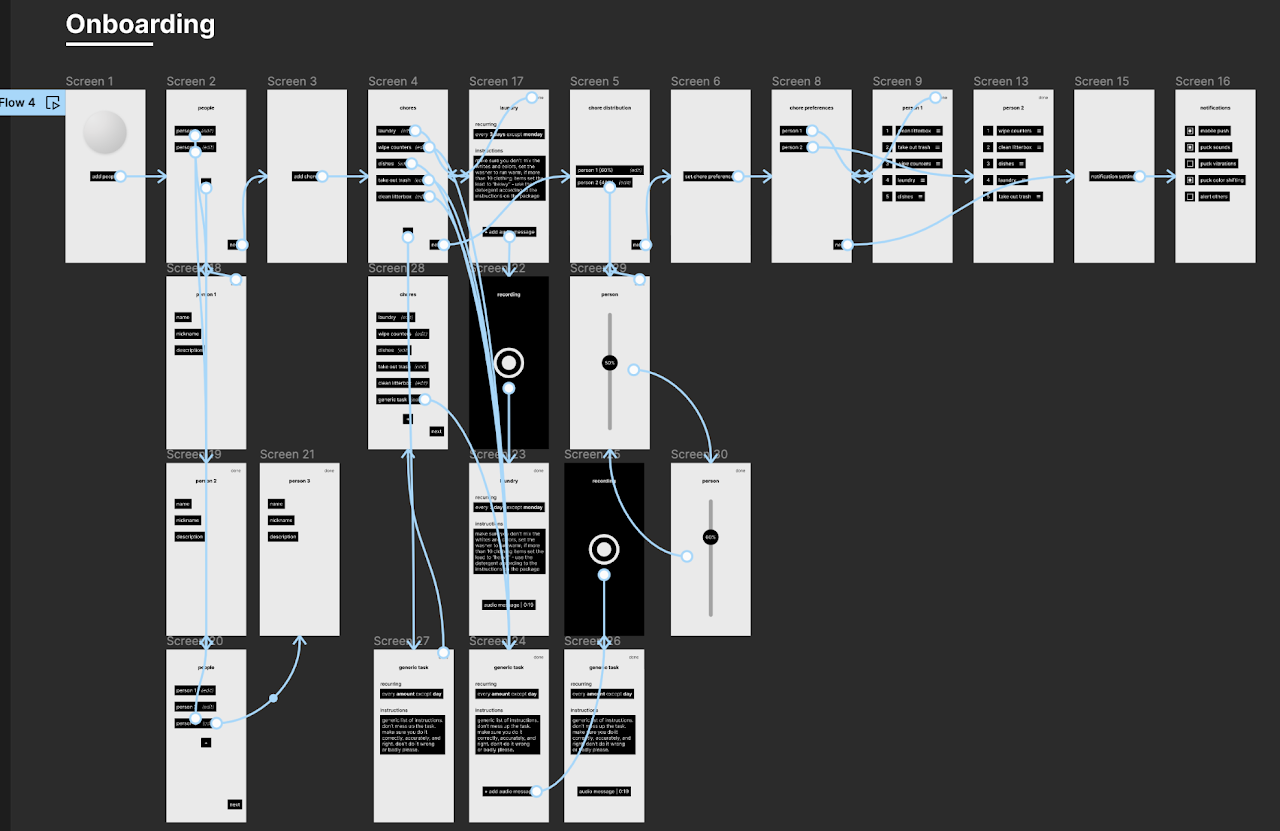 Onboarding
Flow 4
Screen 1
add people
Screen 2
people
person (edit)
person
next
Screen 3
add chores
Screen 4
chores
laundry (edit)
wipe counters
dishes (edit)
take out trash
clean litterbox
next
Screen 17
laundry
recurring
every 3 days except monday
instructions
make sure you don't mix the
whites and colors, set the
washer to run warm, if more
than 10 clothing items set the
load to "heavy" - use the
detergent according to the
instructions on the package
+ add audio message
Screen 5
chore distribution
person 1 (60%) (edit)
person 2 (40%) (edit)
next
Screen 6
set chore preferences
Screen 8
chore preferences
person 1
person 2
next
Screen 9
person 1
1 clean litterbox
2 take out trash
3 wipe counters
4 laundry
5 dishes
Screen 13
done
person 2
1 wipe counters
2 clean litterbox
3 dishes
4 laundry
5 take out trash
Screen 15
notification settings
Screen 16
notifications
mobile push
puck sounds
puck vibrations
puck color shifting
alert others
Screen 18
person 1
name
nickname
description
Screen 28
chores
laundry (edit)
wipe counters (edit)
dishes (edit)
take out trash (edit)
clean litterbox (edit)
generic task (edit)
+
next
Screen 22
recording
Screen 29
person
50%
Screen 19
done
person 2
name
nickname
description
Screen 21
done
person 3
name
nickname
description
Screen 23
done
laundry
recurring
every 3 days except monday
instructions
make sure you don't mix the
whites and colors, set the
washer to run warm, if more
than 10 clothing items set the
load to "heavy" - use the
detergent according to the
instructions on the package
audio message | 0:19
recording
Screen 30
done
person
60%
Screen 20
people
person 1 (edit)
person (edit)
person
+
next
Screen 27
generic task
recurring
every amount except day
instructions
generic list of instructions.
don't mess up the task.
make sure you do it
correctly, accurately, and
right. don't do it wrong
or badly please.
Screen 24
done
generic task
recurring
every amount except day
instructions
generic list of instructions.
don't mess up the task.
make sure you do it
correctly, accurately, and
right. don't do it wrong
or badly please.
+ add audio message
Screen 26
done
generic task
recurring
every amount except day
instructions
generic list of instructions.
don't mess up the task.
make sure you do it
correctly, accurately, and
right. don't do it wrong
or badly please.
audio message | 0:19